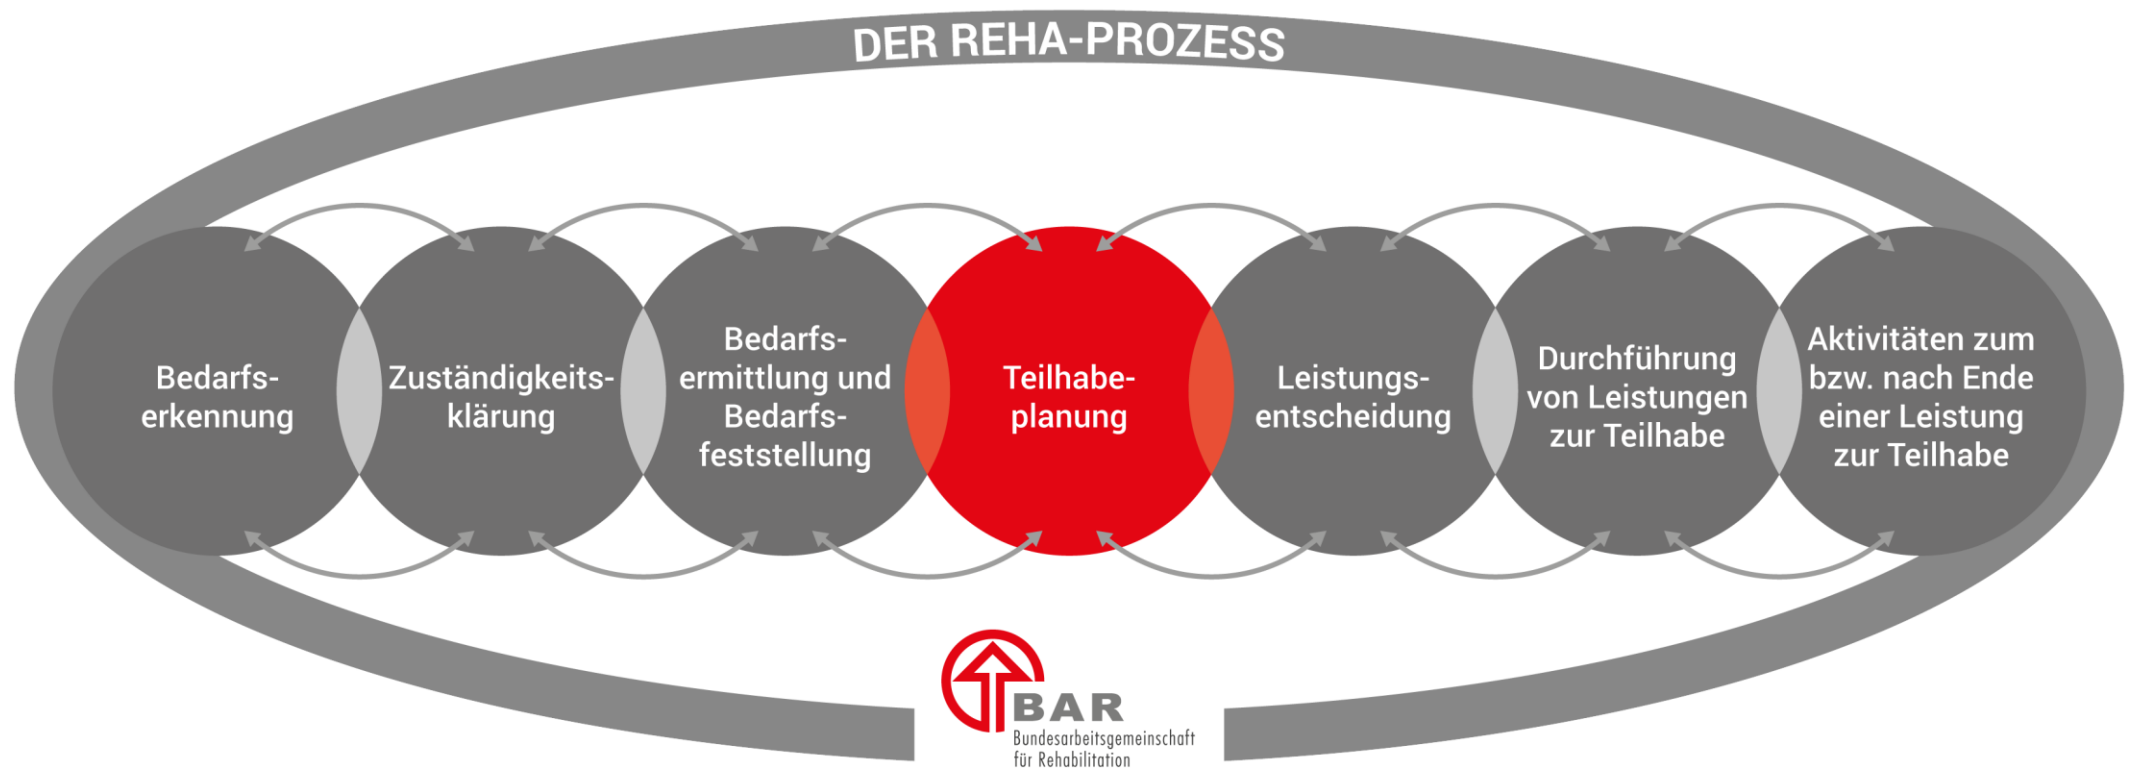 DER REHA-PROZESS
Bedarfs-
erkennung
Zuständigkeits-
klärung
Bedarfs-
ermittlung und
Bedarfs-
feststellung
Teilhabe-
planung
Leistungs-
entscheidung
Durchführung
von Leistungen
zur Teilhabe
Aktivitäten zum
bzw. nach Ende
einer Leistung
zur Teilhabe
BAR
Bundesarbeitsgemeinschaft
für Rehabilitation